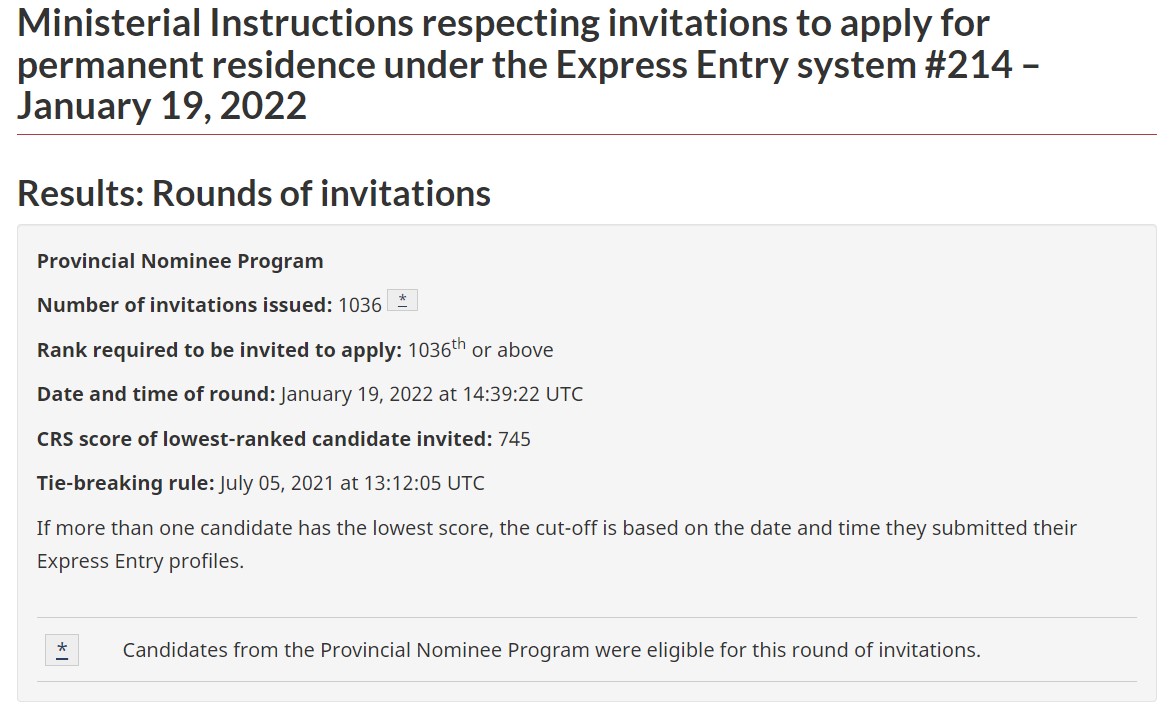 Ministerial Instructions respecting invitations to apply for
permanent residence under the Express Entry system #214 –
January 19, 2022
Results: Rounds of invitations
Provincial Nominee Program
Number of invitations issued: 1036 *
Rank required to be invited to apply: 1036th or above
Date and time of round: January 19, 2022 at 14:39:22 UTC
CRS score of lowest-ranked candidate invited: 745
Tie-breaking rule: July 05, 2021 at 13:12:05 UTC
If more than one candidate has the lowest score, the cut-off is based on the date and time they submitted their
Express Entry profiles.
* Candidates from the Provincial Nominee Program were eligible for this round of invitations.